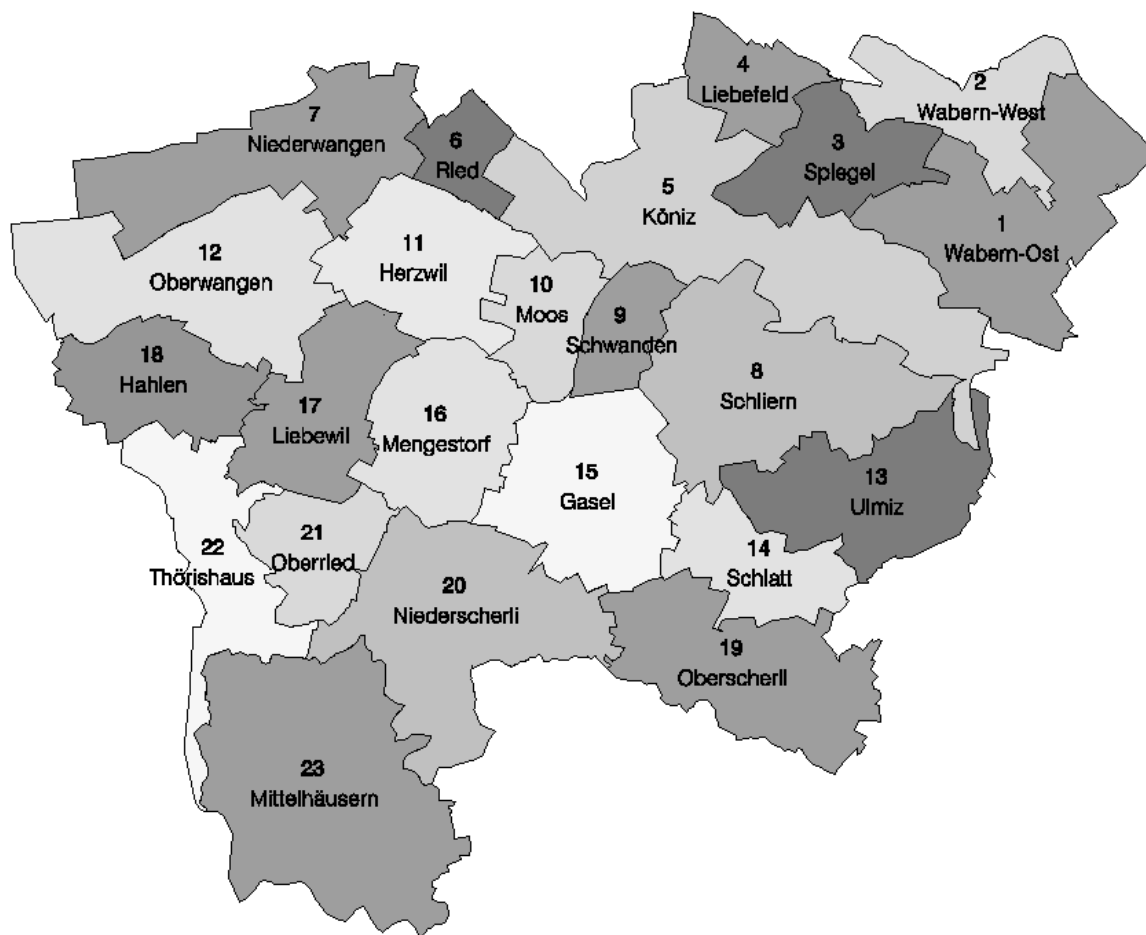 4
Liebefeld
2
Wabern-West
7
Niederwangen
6
Ried
3
Spiegel
5
Köniz
1
Wabern-Ost
12
Oberwangen
11
Herzwil
10
Moos
9
Schwanden
18
Hahlen
8
Schliern
17
Liebewil
16
Mengestorf
15
Gasel
13
Ulmiz
22
Thörishaus
21
Oberried
14
Schlatt
20
Niederscherli
19
Oberscherli
23
Mittelhäusern